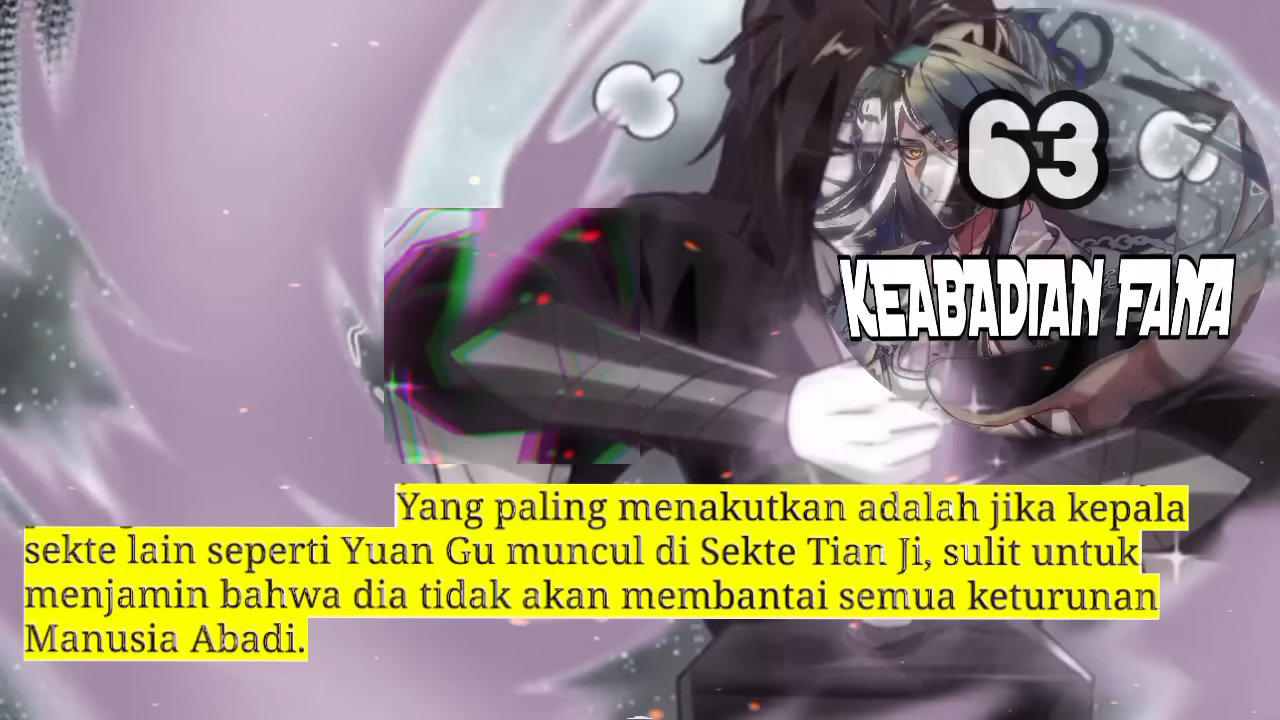 63
KEABADIAN FANA
Yang paling menakutkan adalah jika kepala
sekte lain seperti Yuan Gu muncul di Sekte Tian Ji, sulit untuk
menjamin bahwa dia tidak akan membantai semua keturunan
Manusia Abadi.